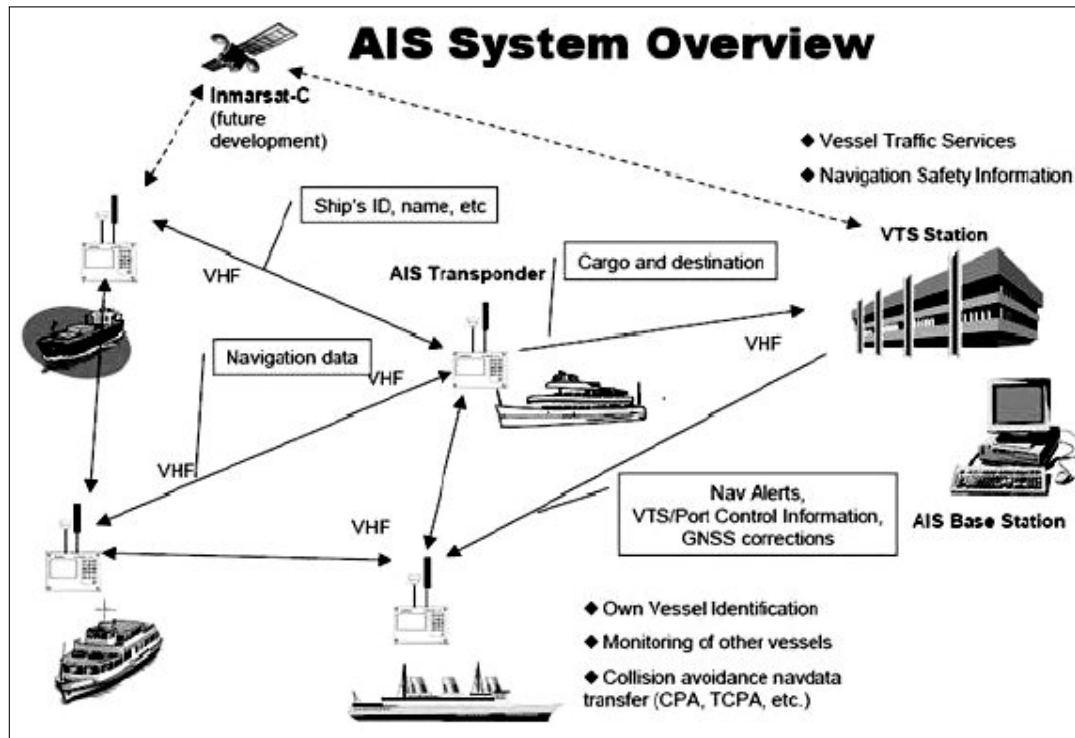 AIS System Overview
Inmarsat-C
(future
development)
◆ Vessel Traffic Services
◆ Navigation Safety Information
Ship's ID, name, etc
VTS Station
VHF
AIS Transponder
Cargo and destination
VHF
Navigation data
VHF
VHF
Nav Alerts,
VTS/Port Control Information,
GNSS corrections
AIS Base Station
VHF
◆ Own Vessel Identification
◆ Monitoring of other vessels
◆ Collision avoidance navdata
transfer (CPA, TCPA, etc.)